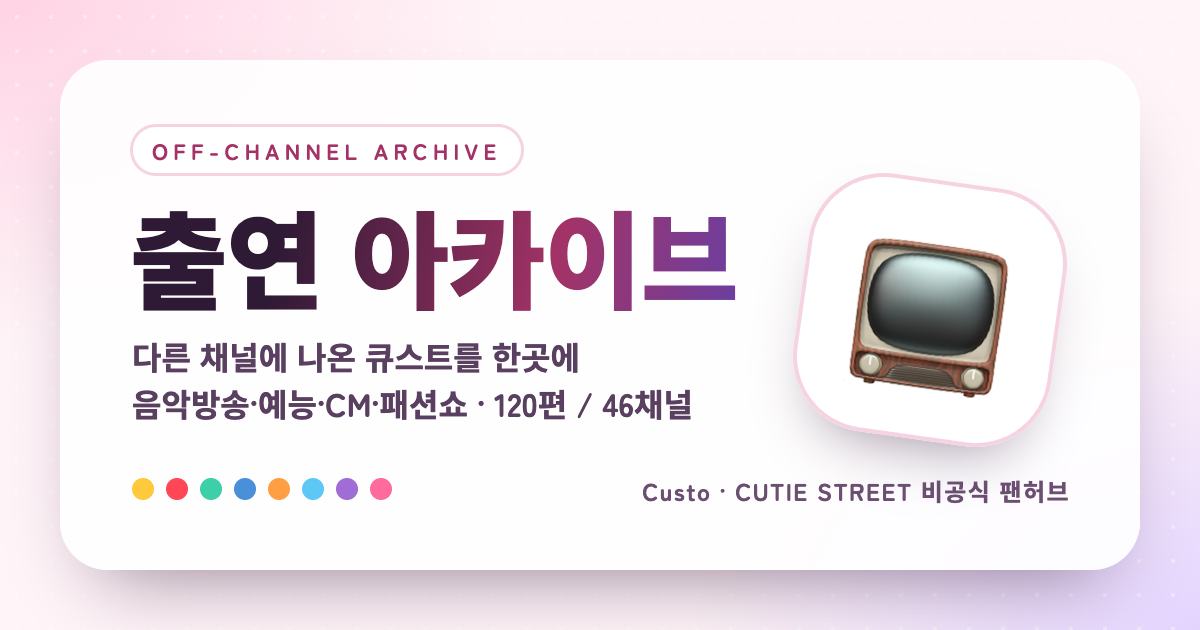 OFF-CHANNEL ARCHIVE
출연 아카이브
다른 채널에 나온 큐스트를 한곳에
음악방송·예능·CM·패션쇼 · 120편 / 46채널
Custo · CUTIE STREET 비공식 팬허브